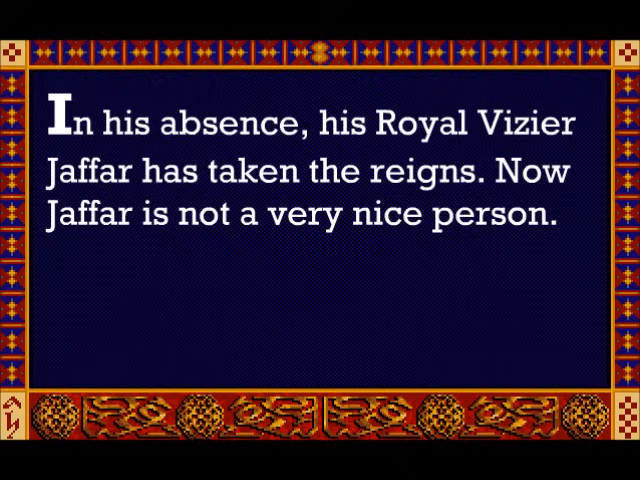 In his absence, his Royal Vizier
Jaffar has taken the reigns. Now
Jaffar is not a very nice person.